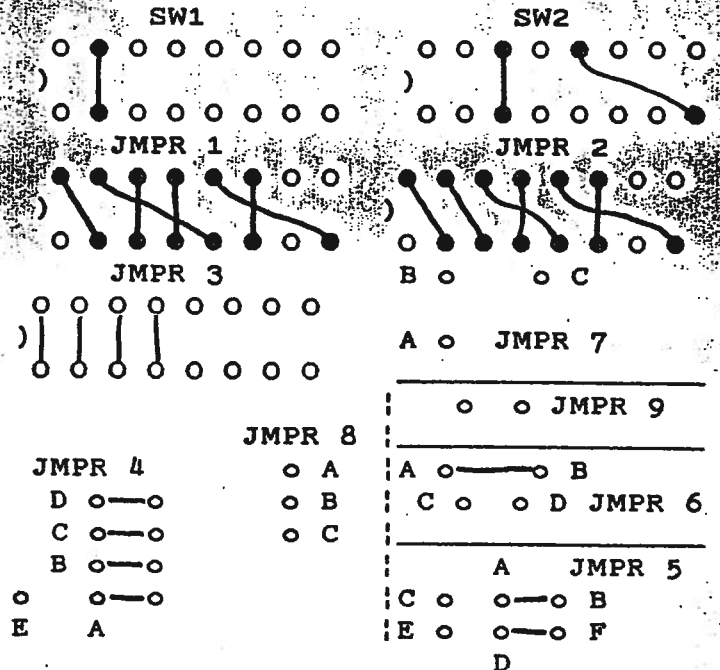 SW1 SW2
JMPR 1 JMPR 2
JMPR 3
B C
A JMPR 7
JMPR 9
JMPR 8
A
B
C
JMPR 4
D
C
B
E A
A B
C D JMPR 6
A JMPR 5
C B
E F
D